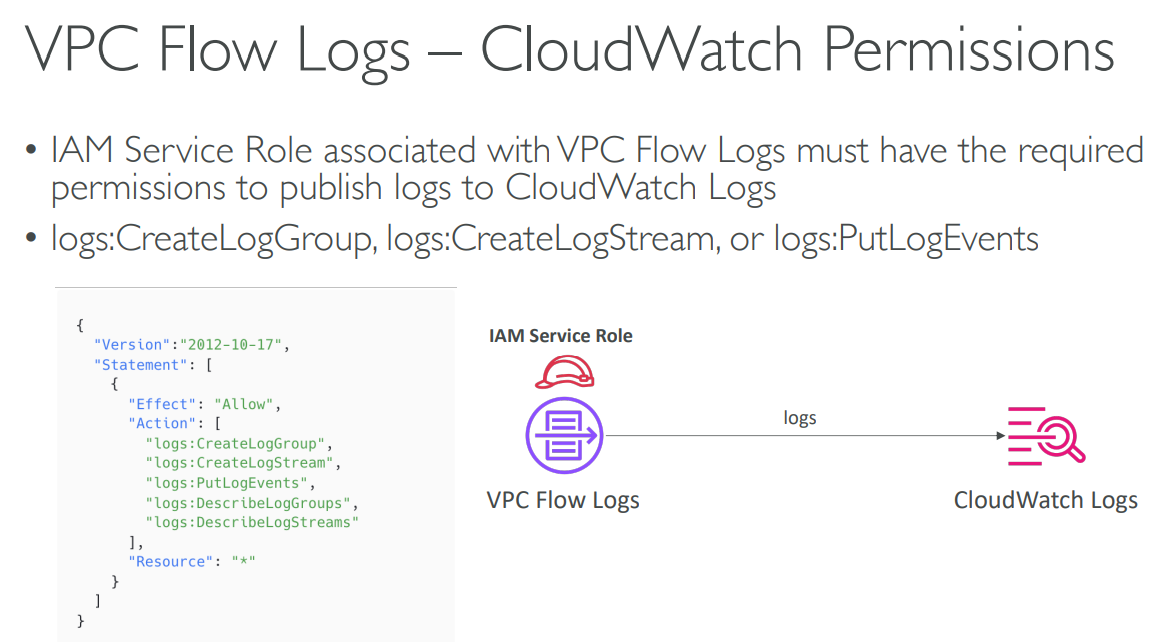 VPC Flow Logs – CloudWatch Permissions
• IAM Service Role associated with VPC Flow Logs must have the required
permissions to publish logs to CloudWatch Logs
• logs:CreateLogGroup, logs:CreateLogStream, or logs:PutLogEvents
{
  "Version":"2012-10-17",
  "Statement": [
    {
      "Effect": "Allow",
      "Action": [
        "logs:CreateLogGroup",
        "logs:CreateLogStream",
        "logs:PutLogEvents",
        "logs:DescribeLogGroups",
        "logs:DescribeLogStreams"
      ],
      "Resource": "*"
    }
  ]
}
IAM Service Role
logs
VPC Flow Logs
CloudWatch Logs